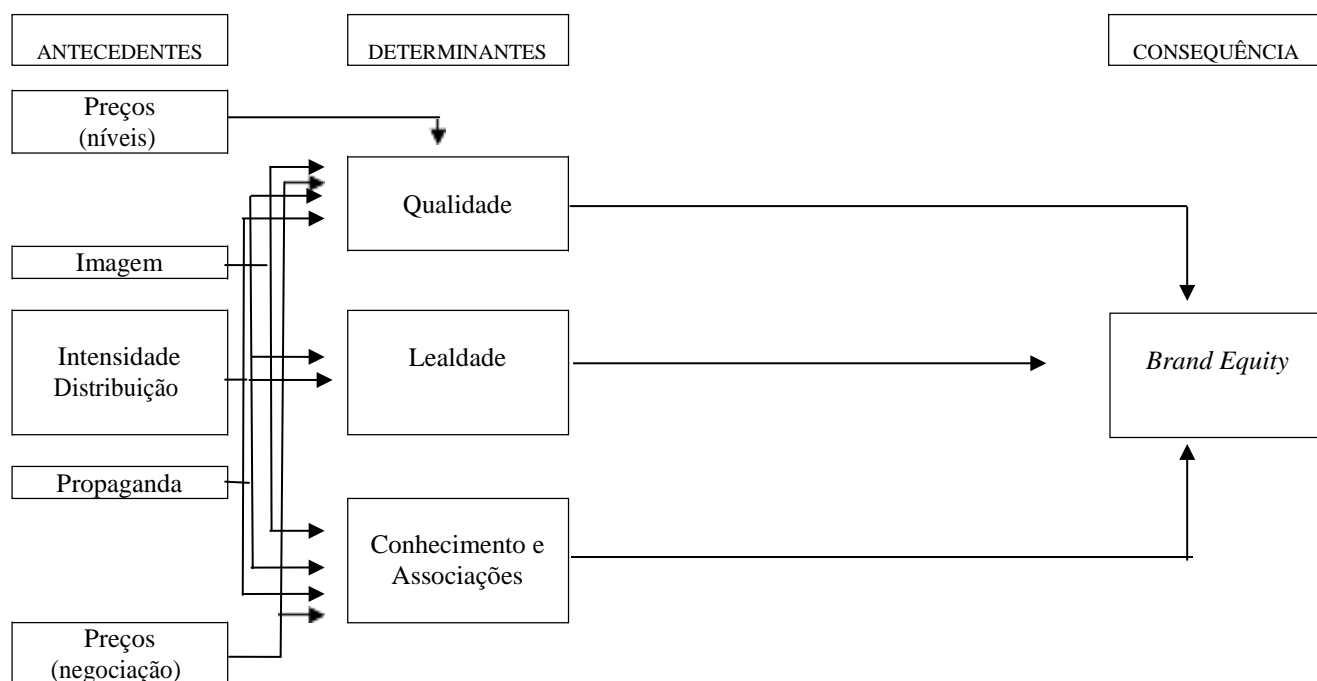 ANTECEDENTES
DETERMINANTES
CONSEQUÊNCIA
Preços
(níveis)
Qualidade
Imagem
Intensidade
Distribuição
Lealdade
Brand Equity
Propaganda
Conhecimento e
Associações
Preços
(negociação)